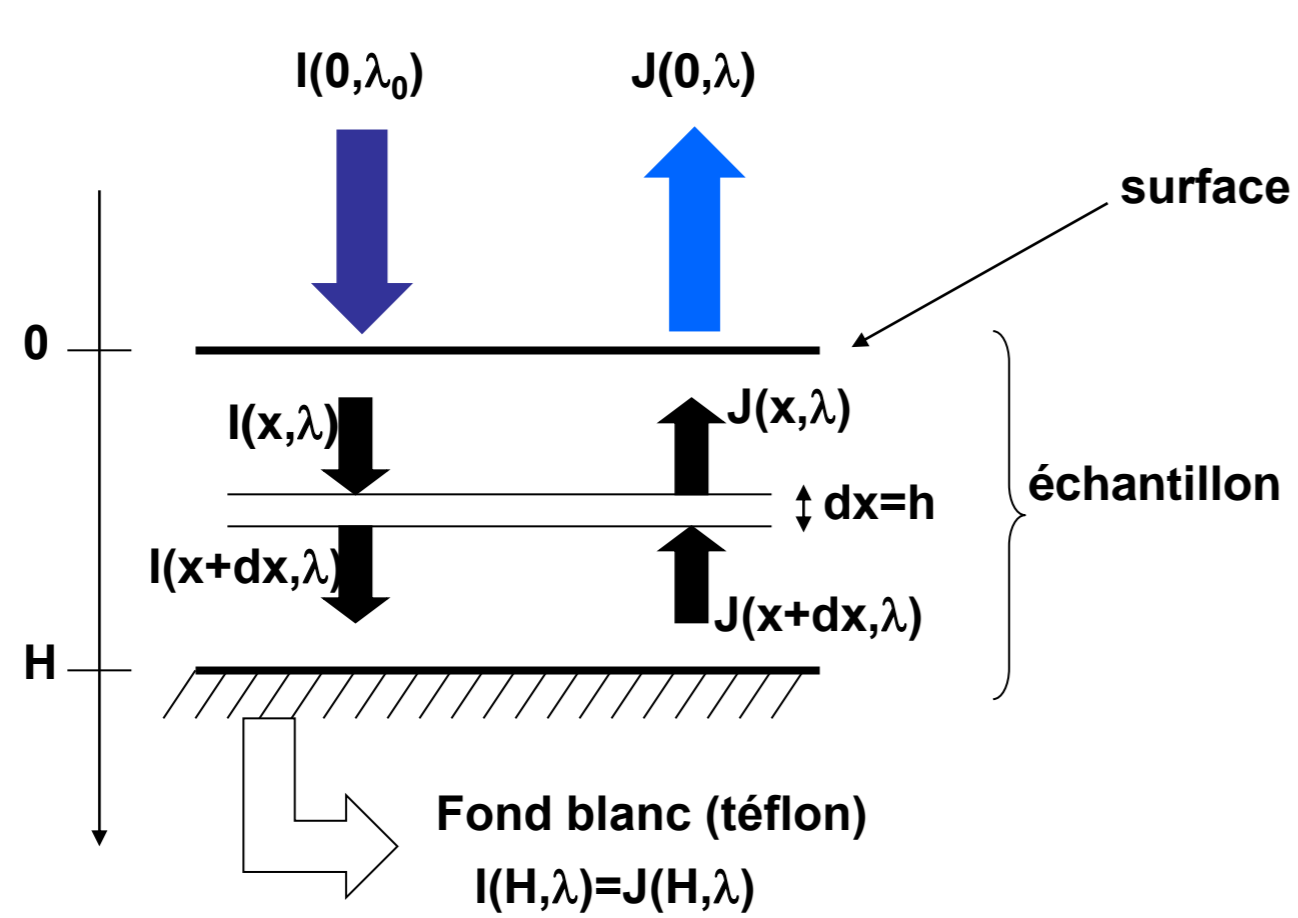 I(0,λ₀)
J(0,λ)
surface
0
I(x,λ)
J(x,λ)
dx=h
échantillon
I(x+dx,λ)
J(x+dx,λ)
H
Fond blanc (téflon)
I(H,λ)=J(H,λ)